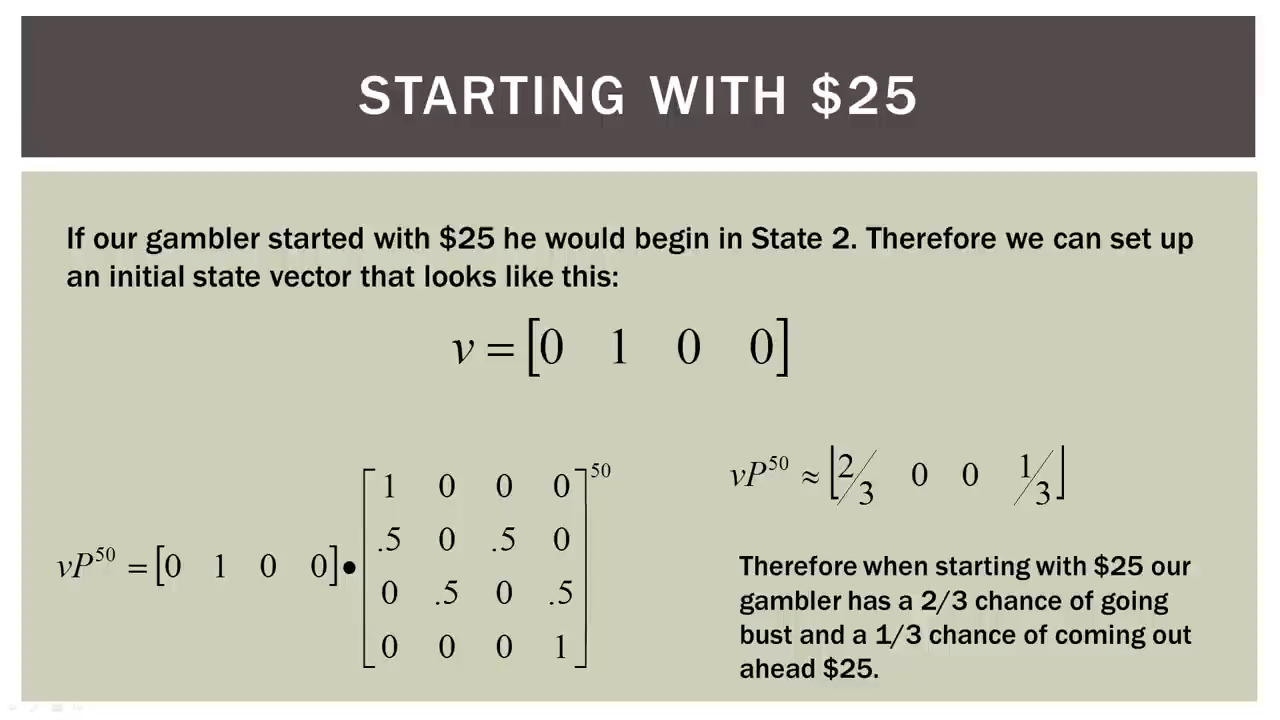 STARTING WITH $25
If our gambler started with $25 he would begin in State 2. Therefore we can set up
an initial state vector that looks like this:
v = [0 1 0 0]
vP^50 = [0 1 0 0] • [1 0 0 0
.5 0 .5 0
0 .5 0 .5
0 0 0 1]^50
vP^50 ≈ [2/3 0 0 1/3]
Therefore when starting with $25 our
gambler has a 2/3 chance of going
bust and a 1/3 chance of coming out
ahead $25.